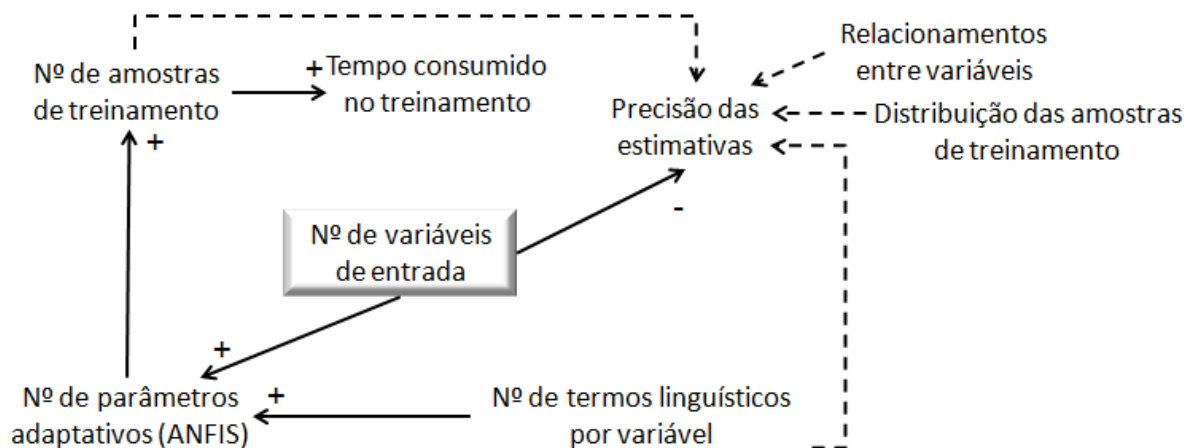 Nº de amostras
de treinamento
+
+
Tempo consumido
no treinamento
Precisão das
estimativas
Relacionamentos
entre variáveis
Distribuição das amostras
de treinamento
-
Nº de variáveis
de entrada
+
Nº de parâmetros
adaptativos (ANFIS)
+
Nº de termos linguísticos
por variável